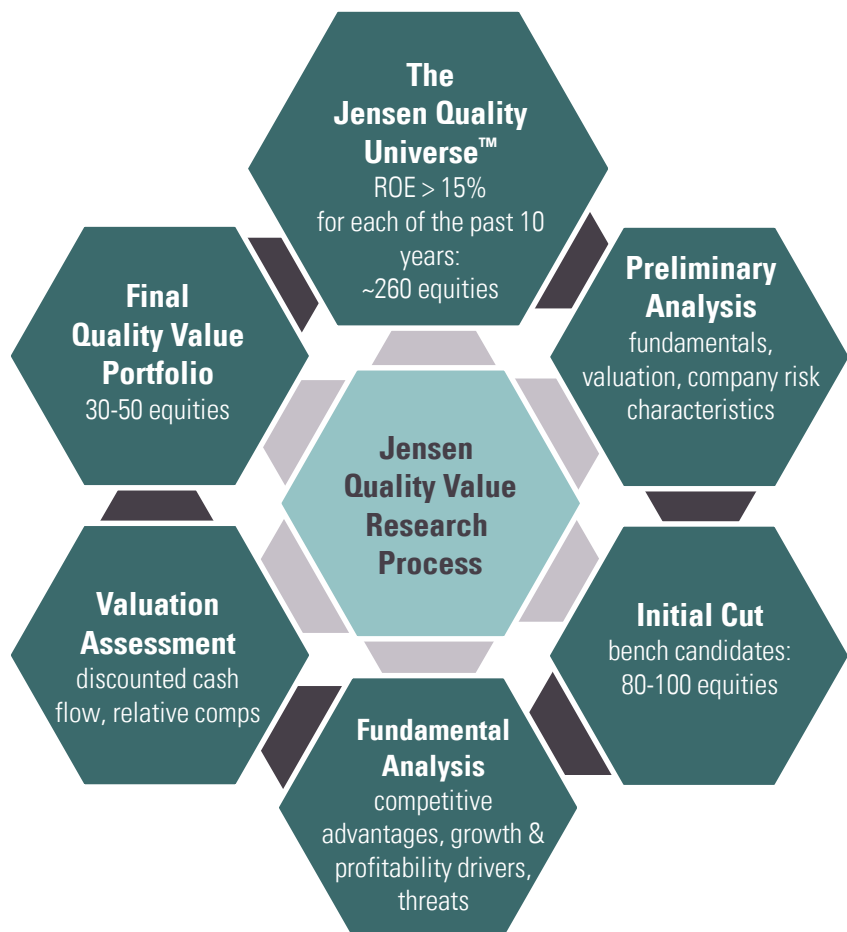 The
Jensen Quality
Universe™
ROE > 15%
for each of the past 10
years:
~260 equities
Preliminary
Analysis
fundamentals,
valuation, company risk
characteristics
Initial Cut
bench candidates:
80-100 equities
Fundamental
Analysis
competitive
advantages, growth &
profitability drivers,
threats
Valuation
Assessment
discounted cash
flow, relative comps
Final
Quality Value
Portfolio
30-50 equities
Jensen
Quality Value
Research
Process